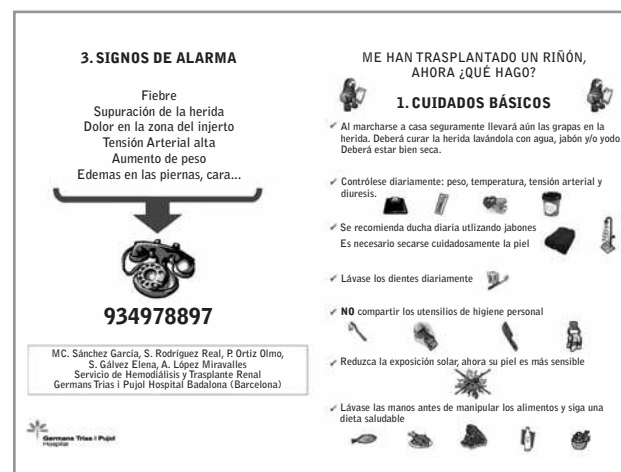 3. SIGNOS DE ALARMA
Fiebre
Supuración de la herida
Dolor en la zona del injerto
Tensión Arterial alta
Aumento de peso
Edemas en las piernas, cara...
934978897
MC. Sánchez García, S. Rodríguez Real, P. Ortiz Olmo,
S. Gálvez Elena, A. López Miravalles
Servicio de Hemodiálisis y Trasplante Renal
Germans Trias i Pujol Hospital Badalona (Barcelona)
Germans Trias i Pujol
Hospital
ME HAN TRASPLANTADO UN RIÑÓN,
AHORA ¿QUÉ HAGO?
1. CUIDADOS BÁSICOS
✓ Al marcharse a casa seguramente llevará aún las grapas en la
herida. Deberá curar la herida lavándola con agua, jabón y/o yodo.
Deberá estar bien seca.
✓ Contrólese diariamente: peso, temperatura, tensión arterial y
diuresis.
✓ Se recomienda ducha diaria utlizando jabones
Es necesario secarse cuidadosamente la piel
✓ Lávase los dientes diariamente
✓ NO compartir los utensilios de higiene personal
✓ Reduzca la exposición solar, ahora su piel es más sensible
✓ Lávase las manos antes de manipular los alimentos y siga una
dieta saludable